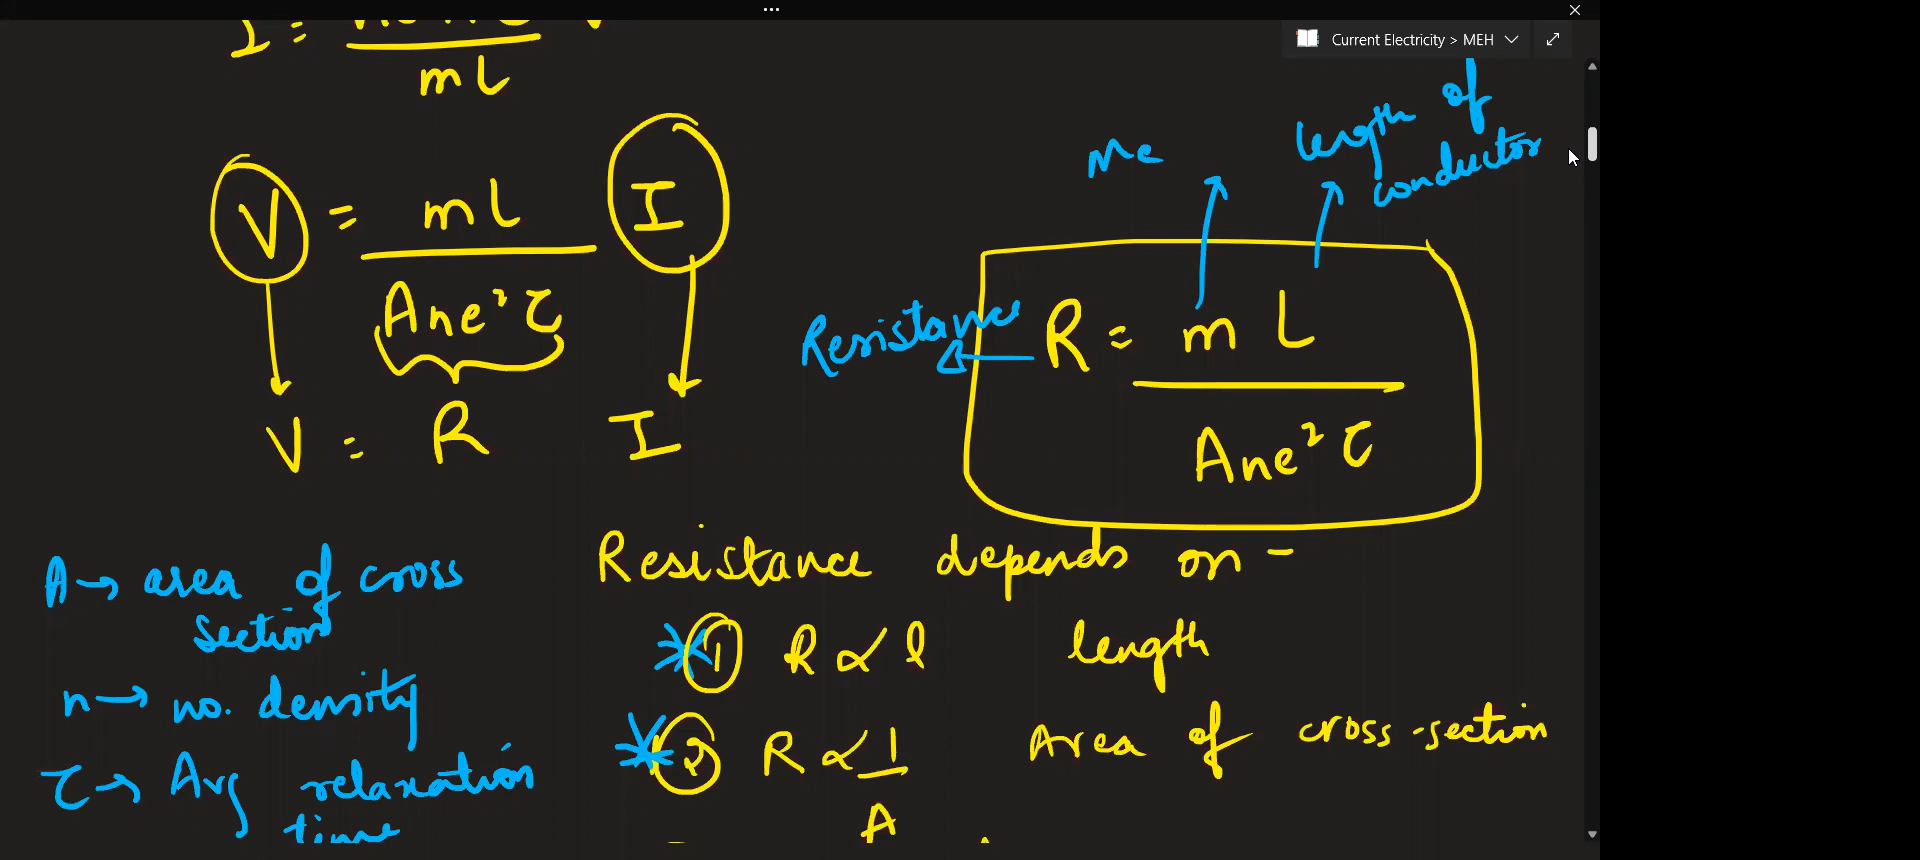 Current Electricity > MEH
I =
mL
Me
length of
conductor
V = mL I
Ane²τ
Resistance R = m L
Ane²τ
V = R I
A → area of cross
section
n → no. density
τ → Avg relaxation
time
Resistance depends on -
① R ∝ l length
② R ∝ 1 Area of cross-section
A